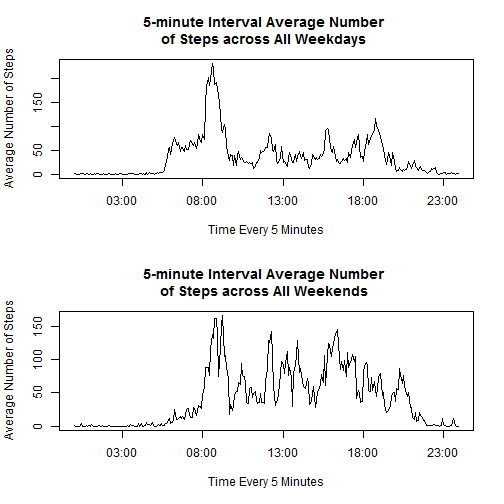 5-minute Interval Average Number
of Steps across All Weekdays
Average Number of Steps
150
50
0
03:00 08:00 13:00 18:00 23:00
Time Every 5 Minutes
5-minute Interval Average Number
of Steps across All Weekends
Average Number of Steps
150
100
50
0
03:00 08:00 13:00 18:00 23:00
Time Every 5 Minutes